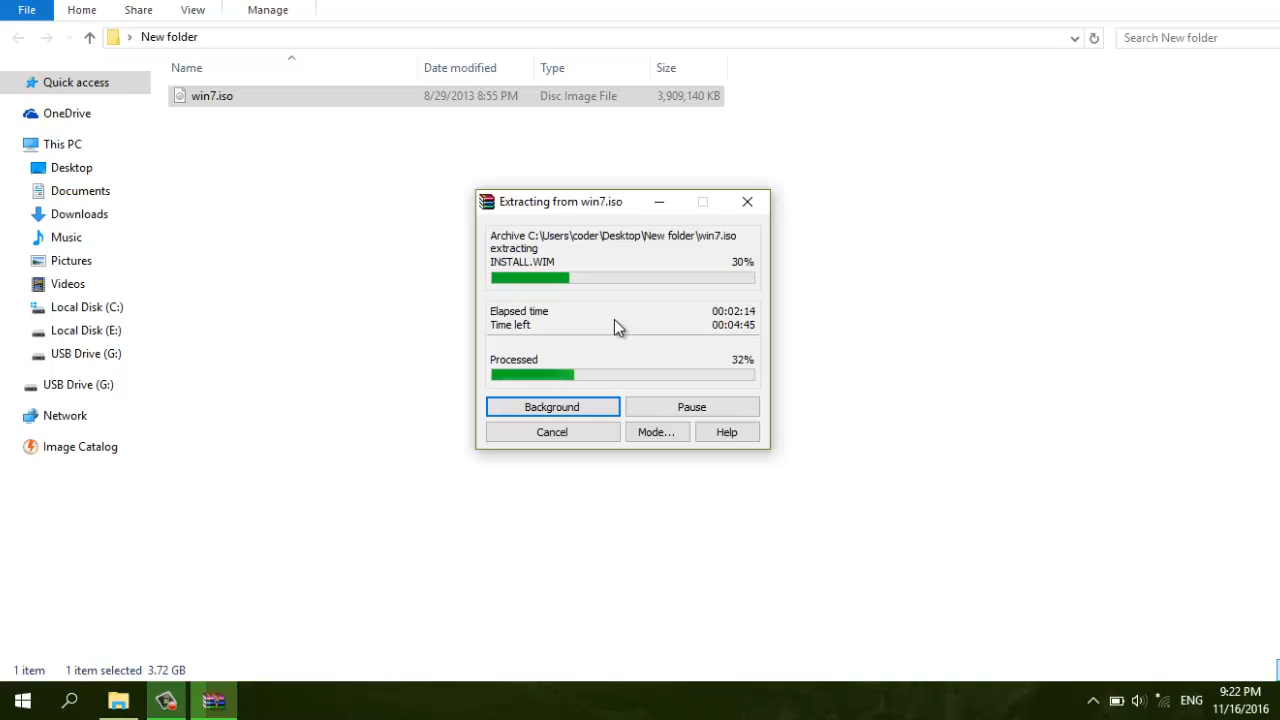 File Home Share View Manage
New folder Search New folder
Name Date modified Type Size
Quick access
win7.iso 8/29/2013 8:55 PM Disc Image File 3,909,140 KB
OneDrive
This PC
Desktop
Documents
Downloads
Music
Pictures
Videos
Local Disk (C:)
Local Disk (E:)
USB Drive (G:)
USB Drive (G:)
Network
Image Catalog
Extracting from win7.iso
Archive C:\Users\coder\Desktop\New folder\win7.iso
extracting
INSTALL.WIM 30%
Elapsed time 00:02:14
Time left 00:04:45
Processed 32%
Background Pause
Cancel Mode... Help
1 item 1 item selected 3.72 GB
ENG 9:22 PM
11/16/2016